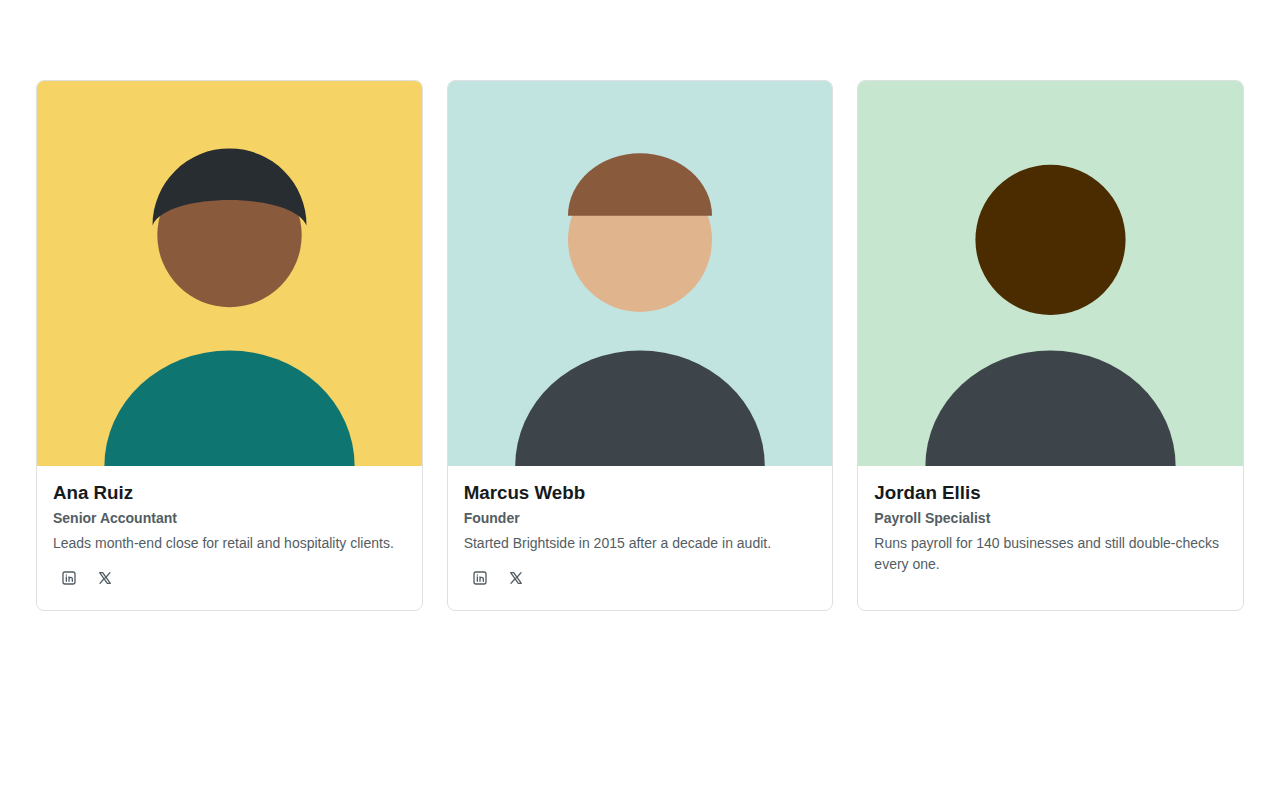 Ana Ruiz
Senior Accountant
Leads month-end close for retail and hospitality clients.
Marcus Webb
Founder
Started Brightside in 2015 after a decade in audit.
Jordan Ellis
Payroll Specialist
Runs payroll for 140 businesses and still double-checks
every one.